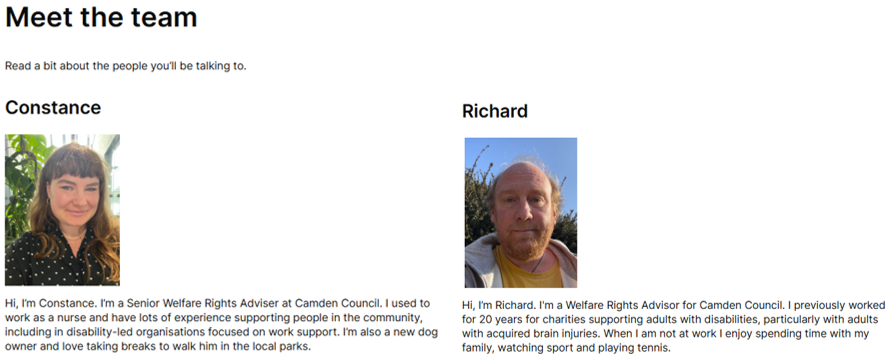 Meet the team
Read a bit about the people you'll be talking to.
Constance
Hi, I'm Constance. I'm a Senior Welfare Rights Adviser at Camden Council. I used to
work as a nurse and have lots of experience supporting people in the community,
including in disability-led organisations focused on work support. I'm also a new dog
owner and love taking breaks to walk him in the local parks.
Richard
Hi, I'm Richard. I'm a Welfare Rights Advisor for Camden Council. I previously worked
for 20 years for charities supporting adults with disabilities, particularly with adults
with acquired brain injuries. When I am not at work I enjoy spending time with my
family, watching sport and playing tennis.